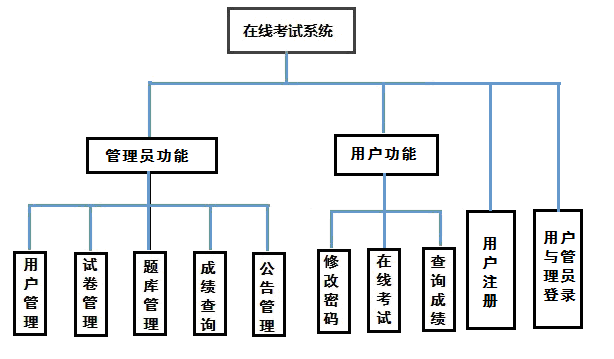 在线考试系统
管理员功能
用户功能
用户管理
试卷管理
题库管理
成绩查询
公告管理
修改密码
在线考试
查询成绩
用户注册
用户
与管
理员
登录